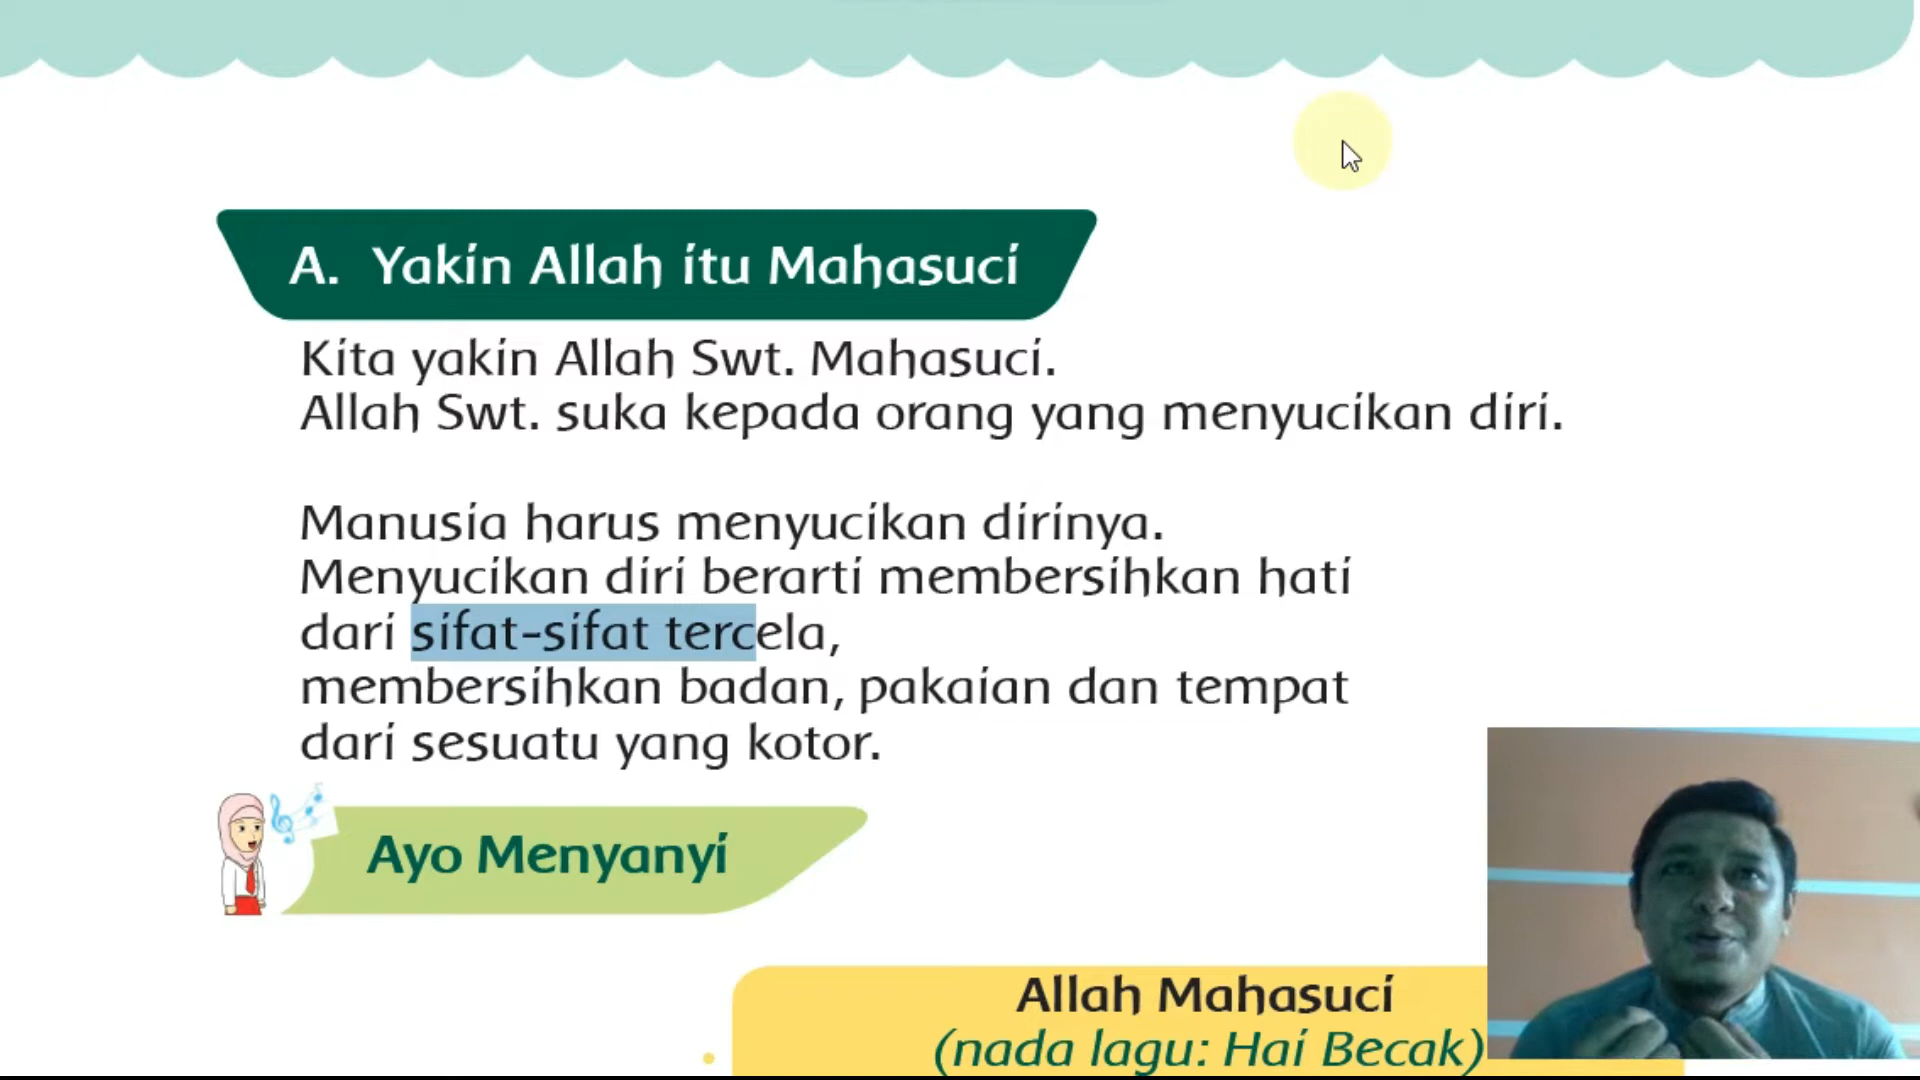 A. Yakin Allah itu Mahasuci
Kita yakin Allah Swt. Mahasuci.
Allah Swt. suka kepada orang yang menyucikan diri.
Manusia harus menyucikan dirinya.
Menyucikan diri berarti membersihkan hati
dari sifat-sifat tercela,
membersihkan badan, pakaian dan tempat
dari sesuatu yang kotor.
Ayo Menyanyi
Allah Mahasuci
(nada lagu: Hai Becak)